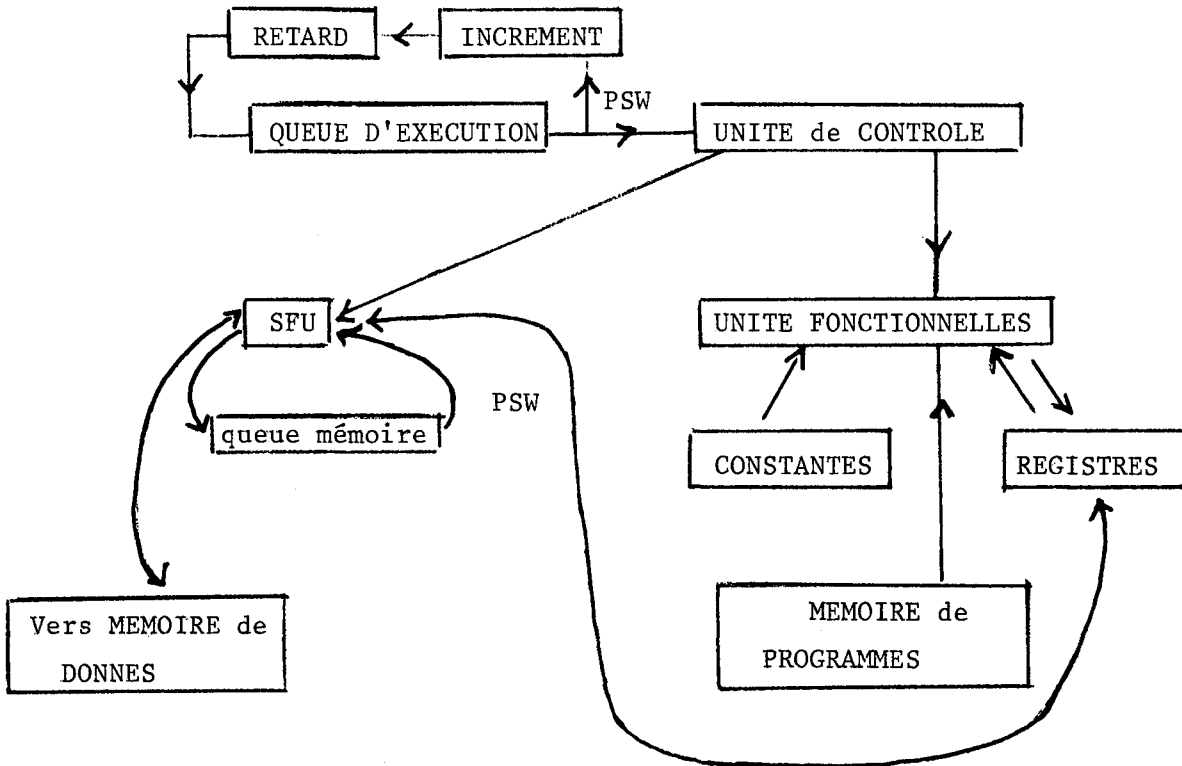 RETARD
INCREMENT
PSW
QUEUE D'EXECUTION
UNITE de CONTROLE
SFU
UNITE FONCTIONNELLES
PSW
queue mémoire
CONSTANTES
REGISTRES
Vers MEMOIRE de
DONNES
MEMOIRE de
PROGRAMMES